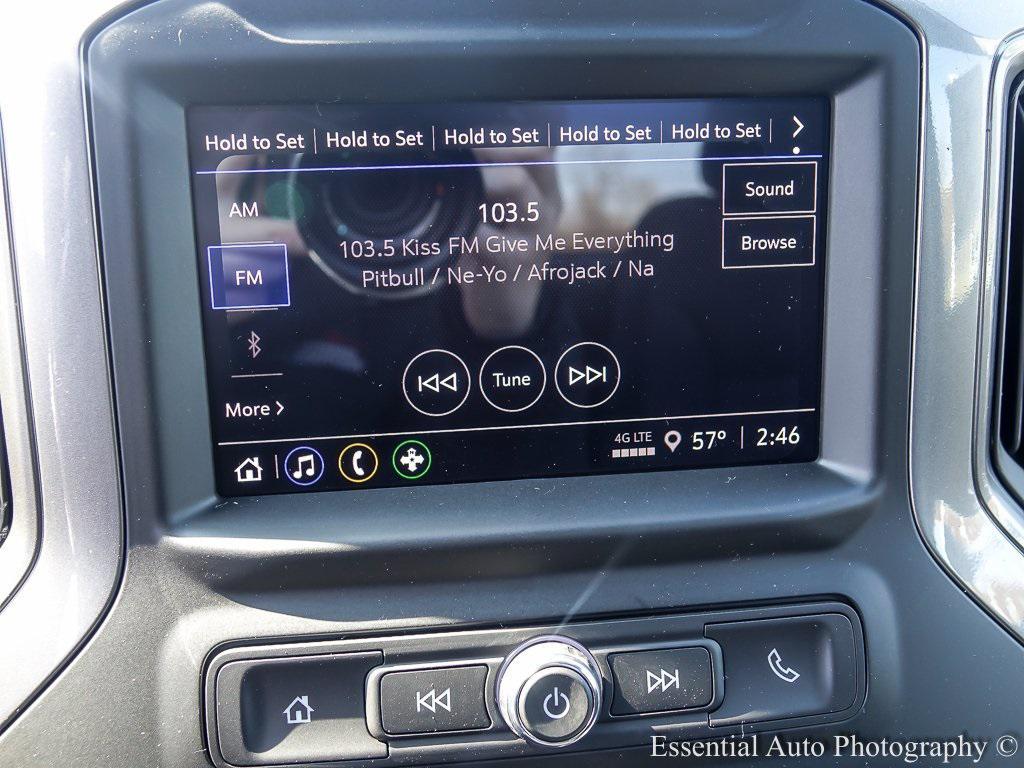 Hold to Set Hold to Set Hold to Set Hold to Set Hold to Set
AM
Sound
103.5
103.5 Kiss FM Give Me Everything
Browse
FM
Pitbull / Ne-Yo / Afrojack / Na
Tune
More
4G LTE 57° 2:46
Essential Auto Photography ©